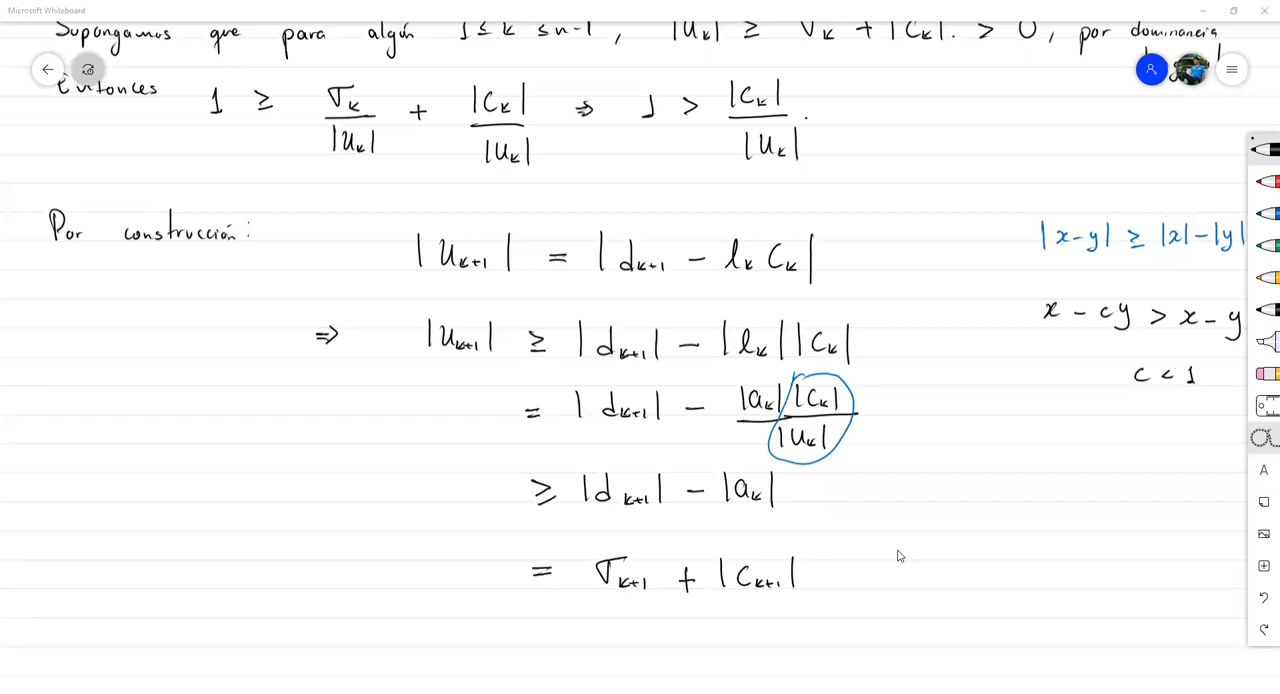 Microsoft Whiteboard
Supongamos que para algún 1 ≤ k ≤ n-1, |u_k| ≥ σ_k + |c_k|. > 0, por dominancia
Entonces
1 ≥ σ_k/|u_k| + |c_k|/|u_k| ⇒ 1 > |c_k|/|u_k|.
Por construcción:
|u_{k+1}| = |d_{k+1} - l_k c_k|
|x-y| ≥ |x|-|y|
⇒ |u_{k+1}| ≥ |d_{k+1}| - |l_k||c_k|
x - cy > x - y
c < 1
= |d_{k+1}| - |a_k||c_k|/|u_k|
≥ |d_{k+1}| - |a_k|
= σ_{k+1} + |c_{k+1}|
A